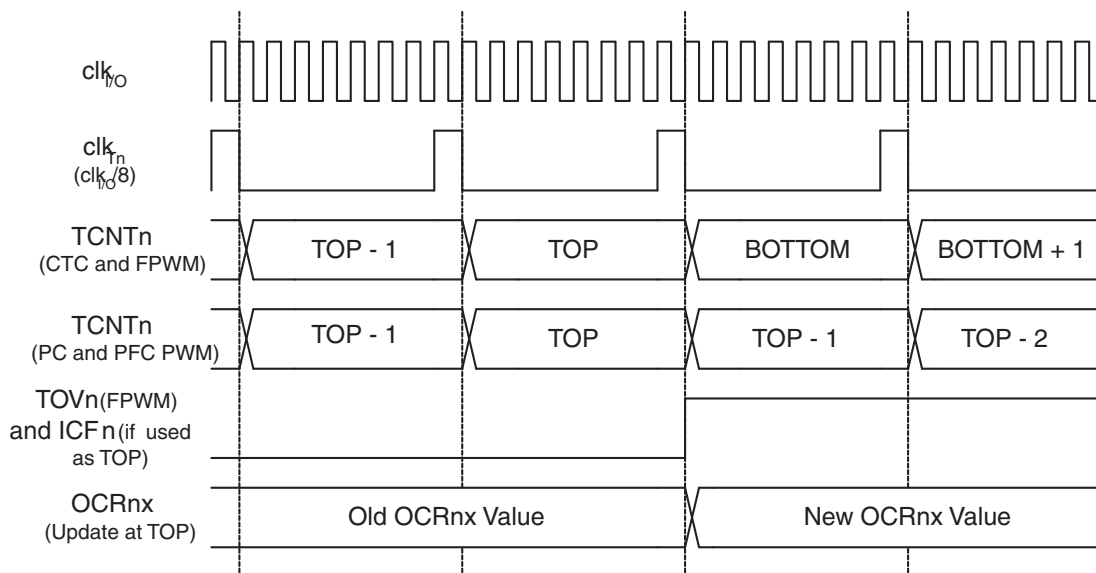 clkI/O
clkTn
(clkI/O/8)
TCNTn
(CTC and FPWM)
TOP - 1
TOP
BOTTOM
BOTTOM + 1
TCNTn
(PC and PFC PWM)
TOP - 1
TOP
TOP - 1
TOP - 2
TOVn(FPWM)
and ICFn(if used
as TOP)
OCRnx
(Update at TOP)
Old OCRnx Value
New OCRnx Value